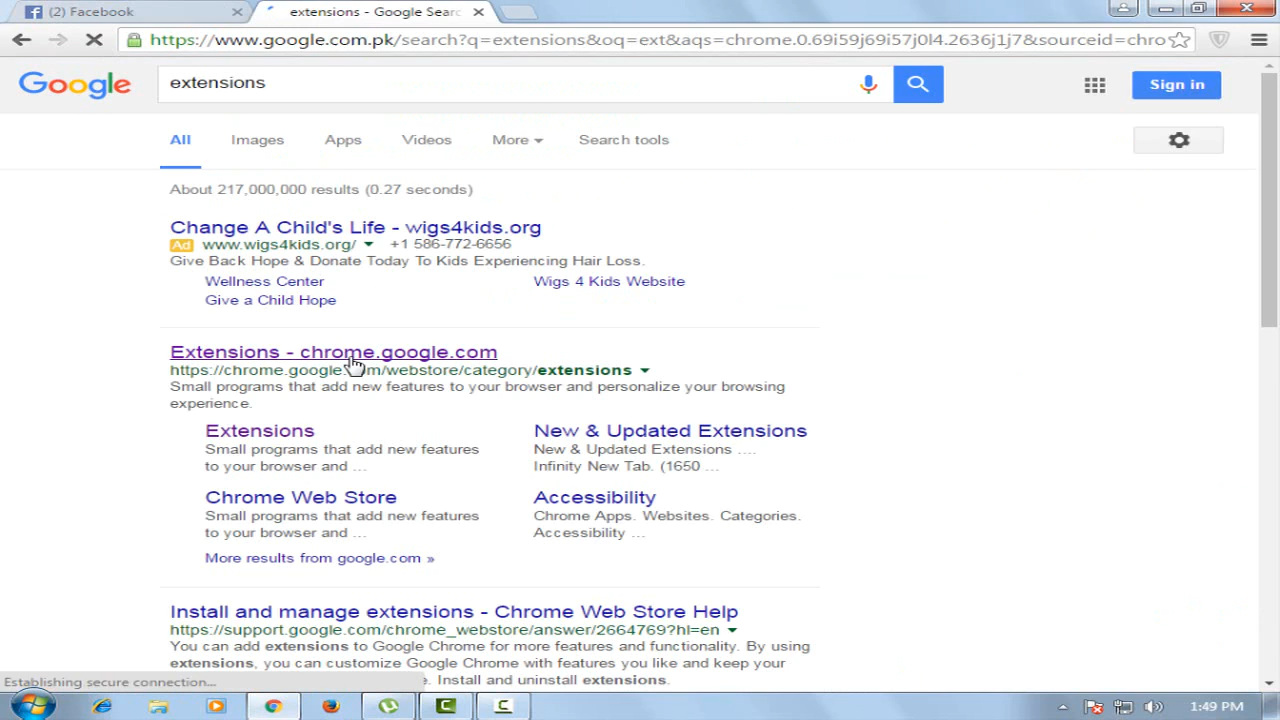 (2) Facebook
extensions - Google Searc
https://www.google.com.pk/search?q=extensions&oq=ext&aqs=chrome.0.69i59j69i57j0l4.2636j1j7&sourceid=chro
Google
extensions
Sign in
All Images Apps Videos More Search tools
About 217,000,000 results (0.27 seconds)
Change A Child's Life - wigs4kids.org
Ad www.wigs4kids.org/ +1 586-772-6656
Give Back Hope & Donate Today To Kids Experiencing Hair Loss.
Wellness Center Wigs 4 Kids Website
Give a Child Hope
Extensions - chrome.google.com
https://chrome.google.com/webstore/category/extensions
Small programs that add new features to your browser and personalize your browsing
experience.
Extensions New & Updated Extensions
Small programs that add new features New & Updated Extensions ....
to your browser and ... Infinity New Tab. (1650 ...
Chrome Web Store Accessibility
Small programs that add new features Chrome Apps. Websites. Categories.
to your browser and ... Accessibility ...
More results from google.com »
Install and manage extensions - Chrome Web Store Help
https://support.google.com/chrome_webstore/answer/2664769?hl=en
You can add extensions to Google Chrome for more features and functionality. By using
extensions, you can customize Google Chrome with features you like and keep your
Establishing secure connection... e. Install and uninstall extensions.
1:49 PM